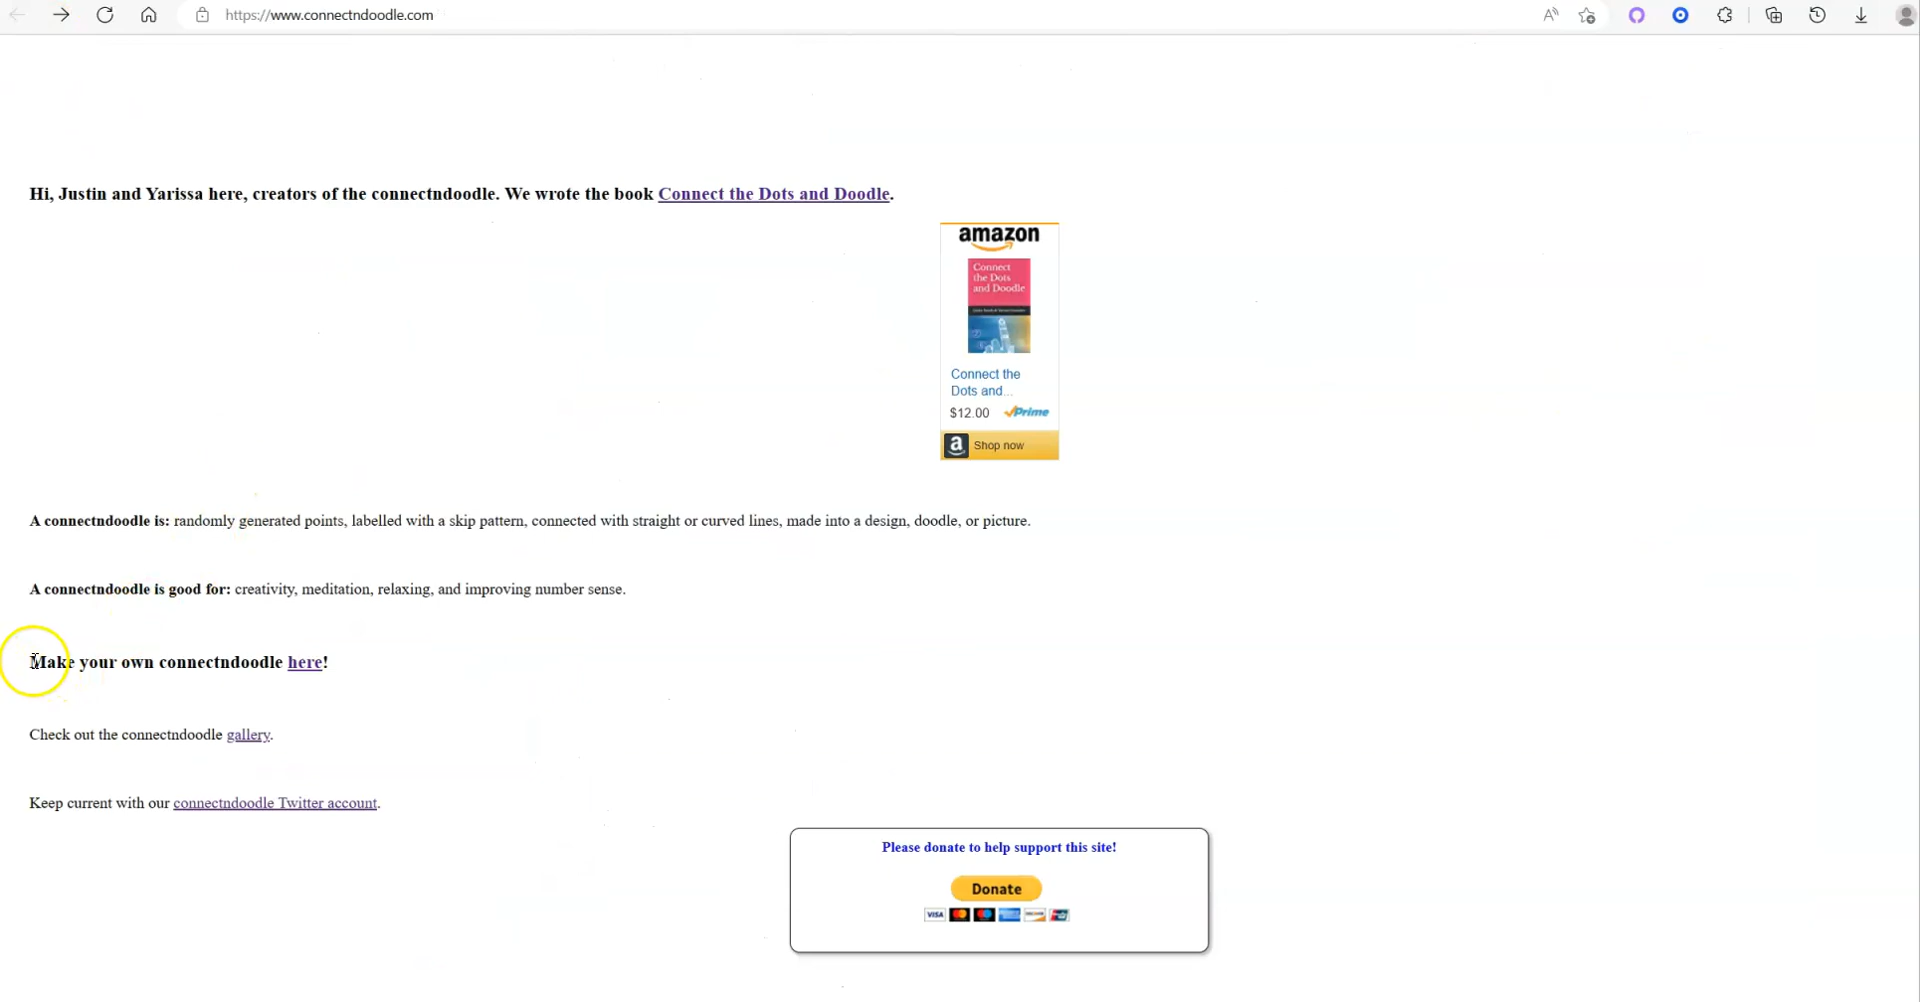 https://www.connectndoodle.com
Hi, Justin and Yarissa here, creators of the connectndoodle. We wrote the book Connect the Dots and Doodle.
amazon
Connect
the Dots
and Doodle
Connect the
Dots and...
$12.00 Prime
a Shop now
A connectndoodle is: randomly generated points, labelled with a skip pattern, connected with straight or curved lines, made into a design, doodle, or picture.
A connectndoodle is good for: creativity, meditation, relaxing, and improving number sense.
Make your own connectndoodle here!
Check out the connectndoodle gallery.
Keep current with our connectndoodle Twitter account.
Please donate to help support this site!
Donate
VISA